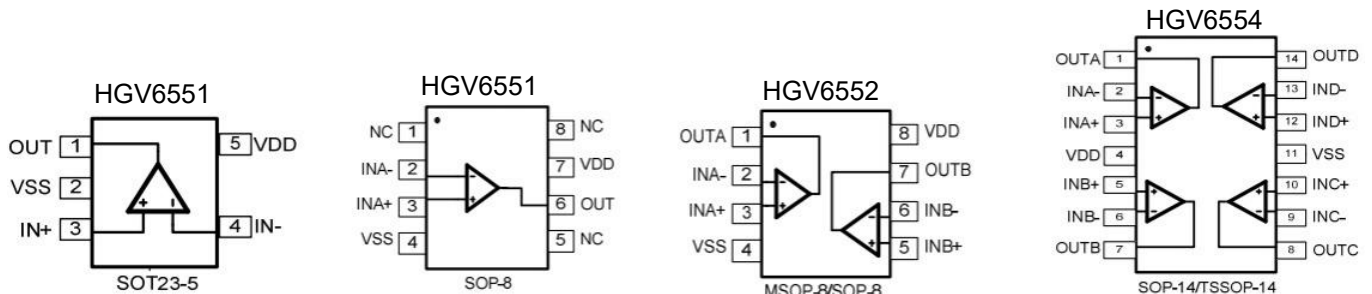 HGV6551
OUT 1
VSS 2
IN+ 3
5 VDD
4 IN-
+ -
SOT23-5
HGV6551
NC 1
INA- 2
INA+ 3
VSS 4
8 NC
7 VDD
6 OUT
5 NC
-
+
SOP-8
HGV6552
OUTA 1
INA- 2
INA+ 3
VSS 4
8 VDD
7 OUTB
6 INB-
5 INB+
-
+
-
+
MSOP-8/SOP-8
HGV6554
OUTA 1
INA- 2
INA+ 3
VDD 4
INB+ 5
INB- 6
OUTB 7
14 OUTD
13 IND-
12 IND+
11 VSS
10 INC+
9 INC-
8 OUTC
-
+
-
+
+
-
+
-
SOP-14/TSSOP-14